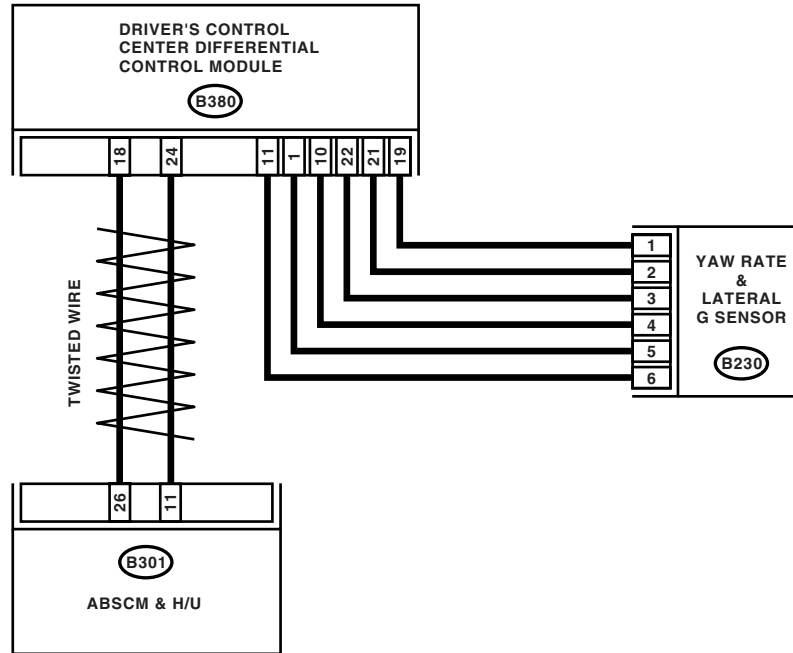 DRIVER'S CONTROL
CENTER DIFFERENTIAL
CONTROL MODULE
B380
18 24 11 1 10 22 21 19
1
2
3
4
5
6
YAW RATE
&
LATERAL
G SENSOR
B230
TWISTED WIRE
26 11
B301
ABSCM & H/U